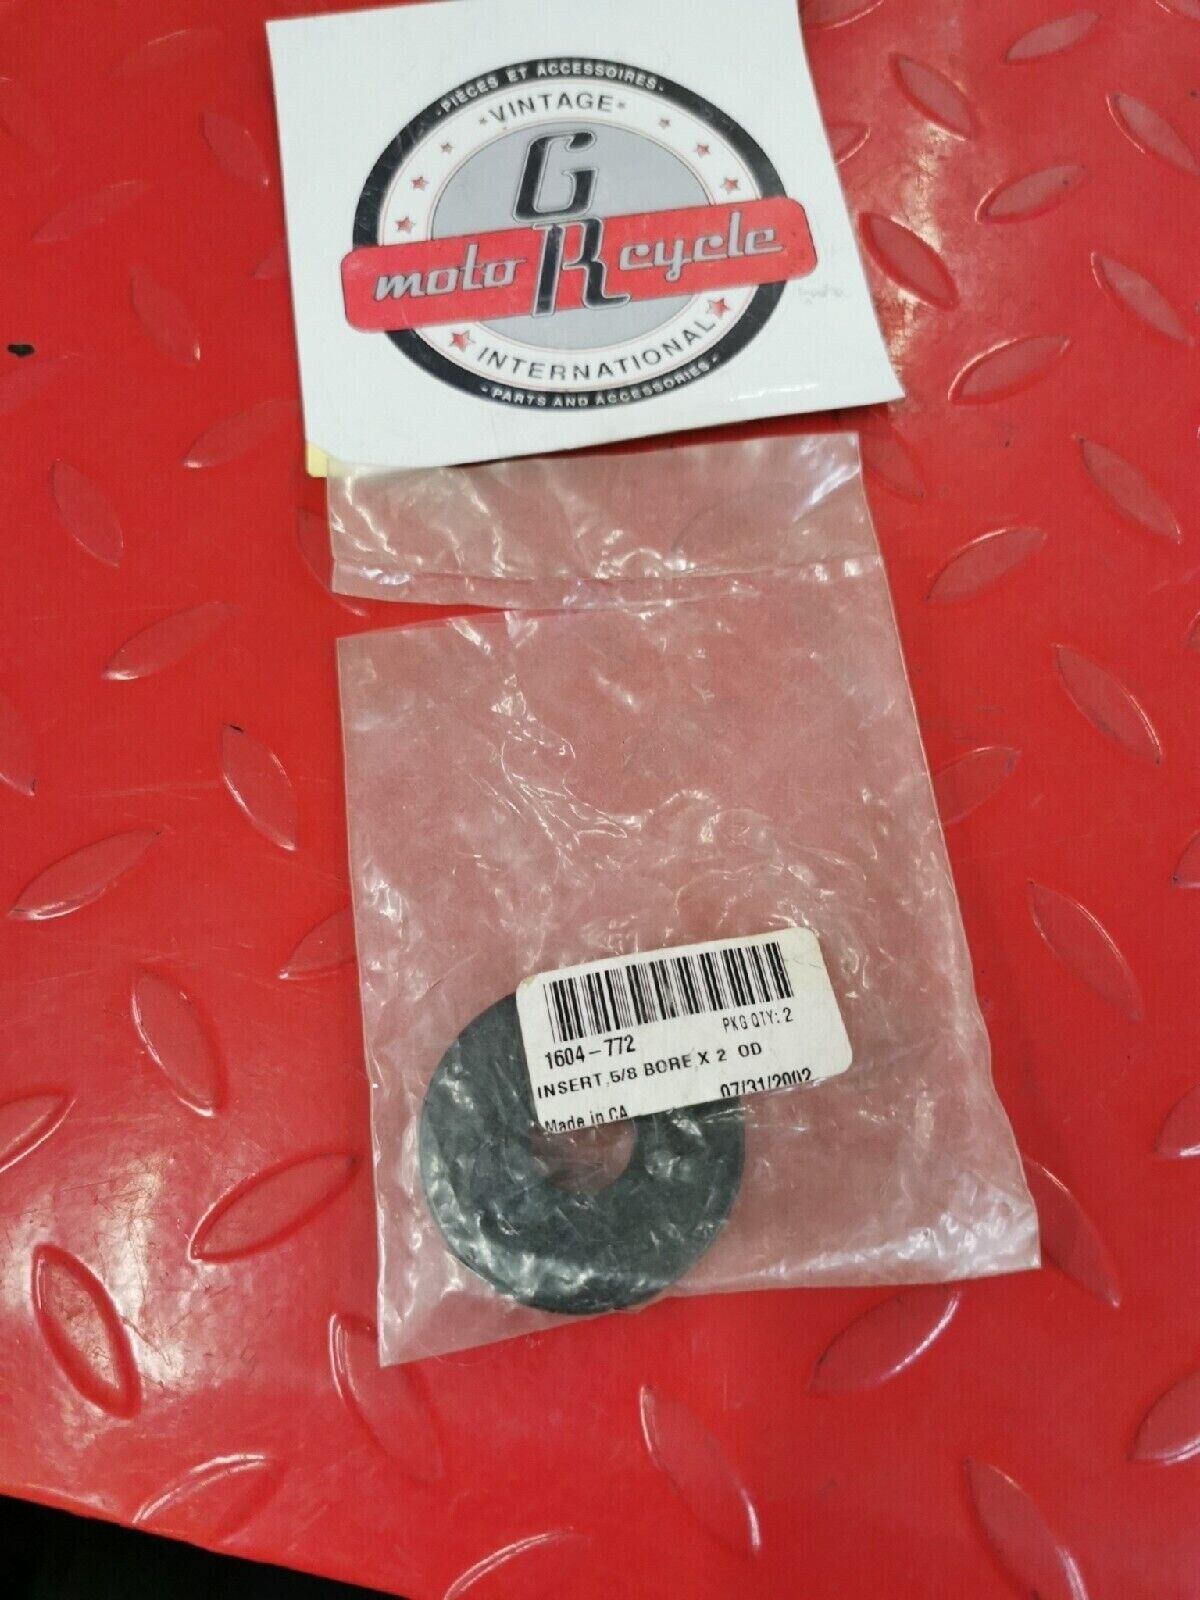 ·PIÈCES ET ACCESSOIRES·
VINTAGE
G
moto R cycle
INTERNATIONAL
·PARTS AND ACCESSORIES·
PKG QTY: 2
1604-772
INSERT,5/8 BORE,X 2 OD
07/31/2002
Made in CA